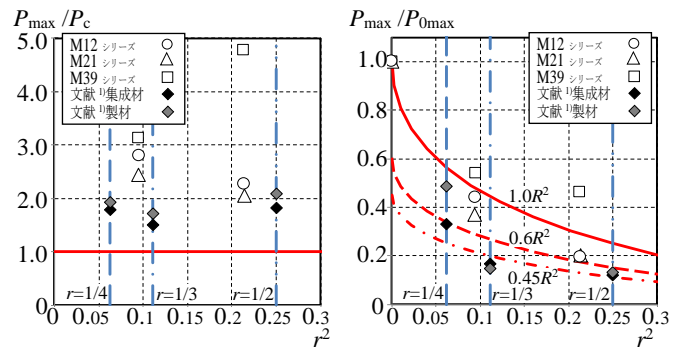 Pmax /Pc
5.0
4.0
3.0
2.0
1.0
0
M12 シリーズ
M21 シリーズ
M39 シリーズ
文献 1)集成材
文献 1)製材
r=1/4
r=1/3
r=1/2
0
0.05
0.1
0.15
0.2
0.25
0.3
r2
Pmax /P0max
1.0
0.8
0.6
0.4
0.2
0.0
M12 シリーズ
M21 シリーズ
M39 シリーズ
文献 1)集成材
文献 1)製材
1.0R2
0.6R2
0.45R2
r=1/4
r=1/3
r=1/2
0
0.05
0.1
0.15
0.2
0.25
0.3
r2